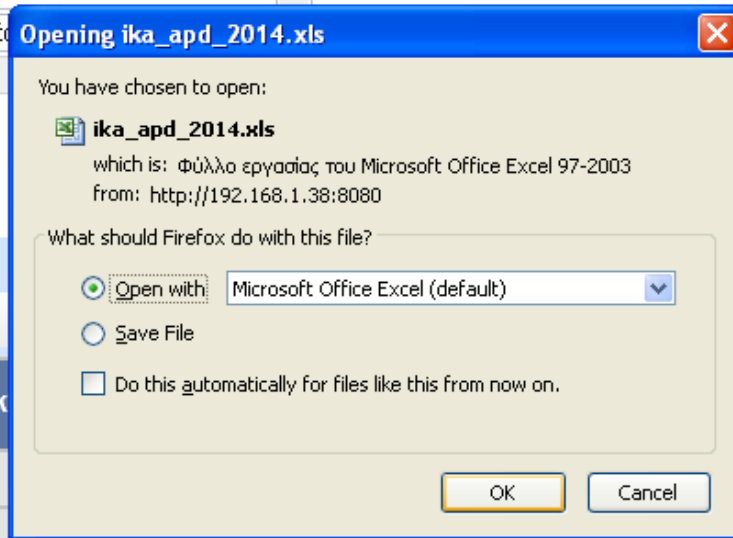 Opening ika_apd_2014.xls
You have chosen to open:
ika_apd_2014.xls
which is: Φύλλο εργασίας του Microsoft Office Excel 97-2003
from: http://192.168.1.38:8080
What should Firefox do with this file?
Open with Microsoft Office Excel (default)
Save File
Do this automatically for files like this from now on.
OK Cancel